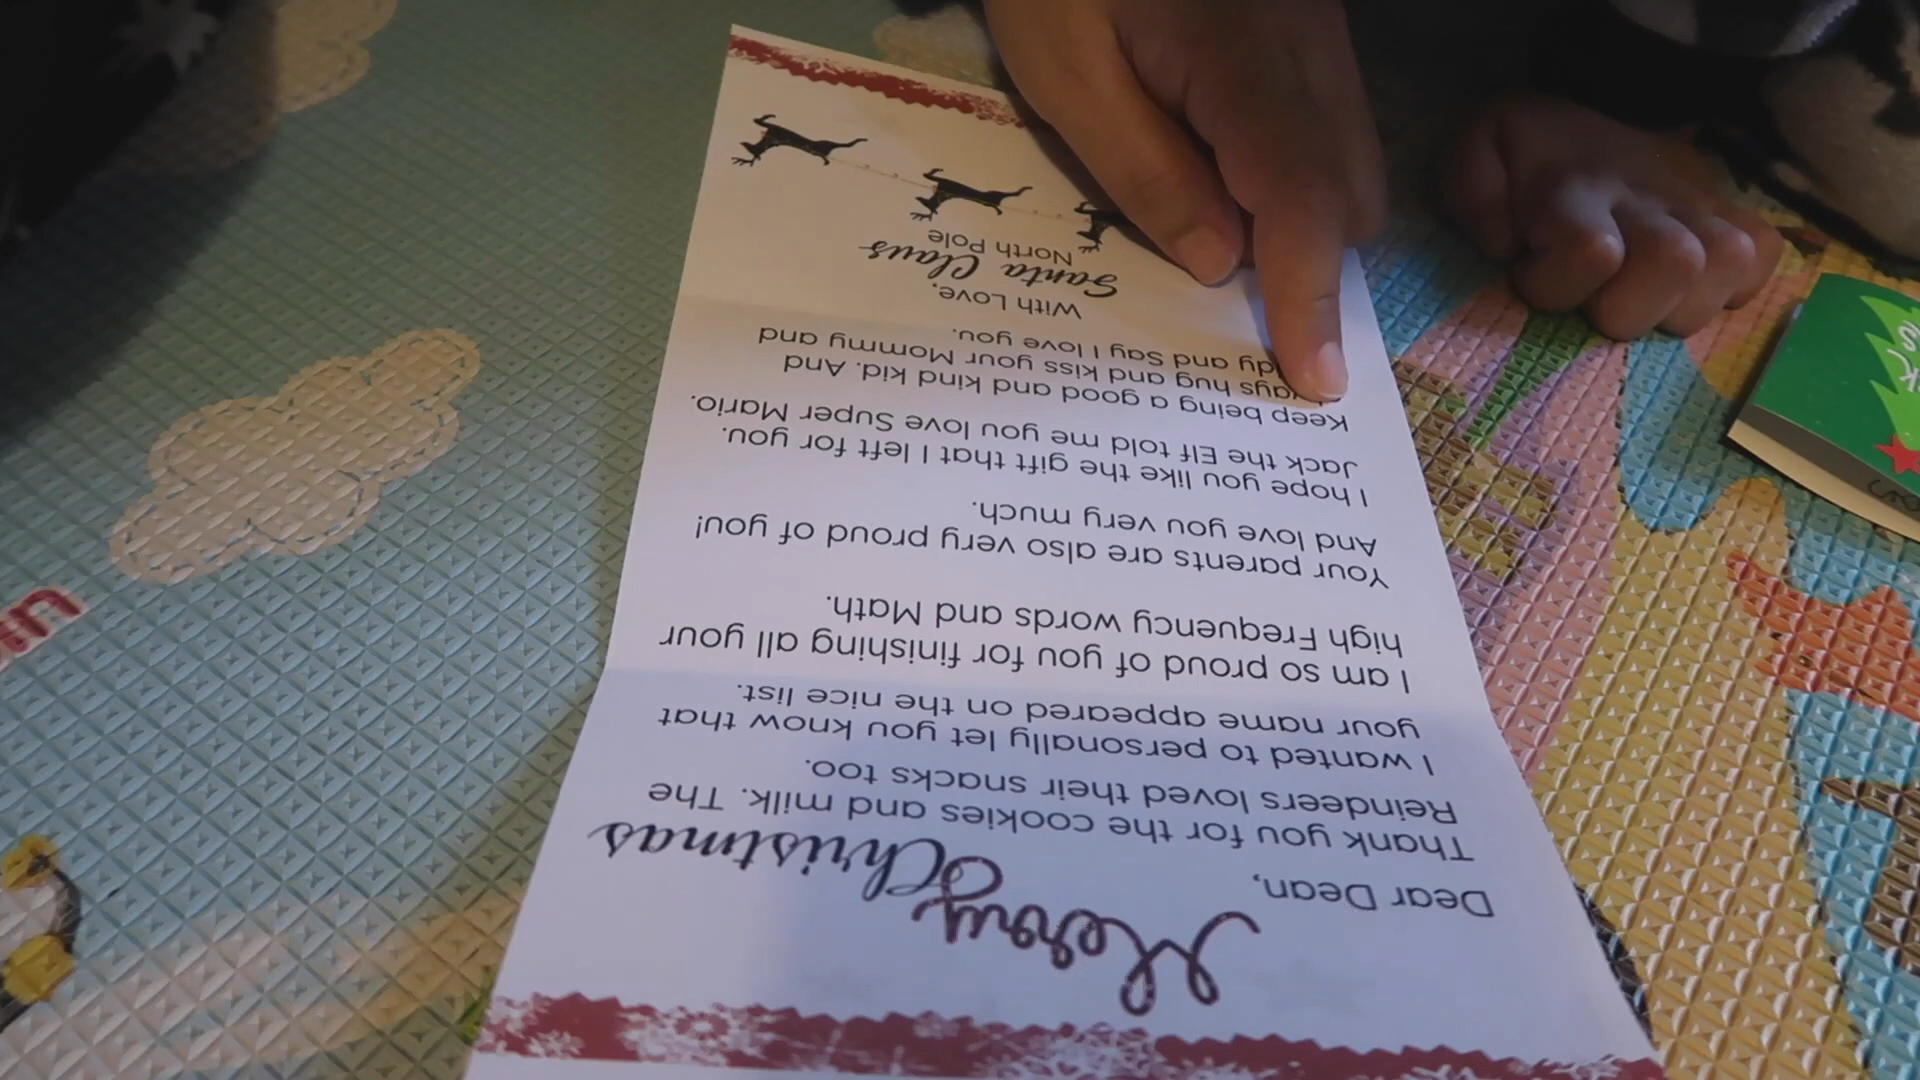 Merry
Christmas
Dear Dean,
Thank you for the cookies and milk. The
Reindeers loved their snacks too.
I wanted to personally let you know that
your name appeared on the nice list.
I am so proud of you for finishing all your
high Frequency words and Math.
Your parents are also very proud of you!
And love you very much.
I hope you like the gift that I left for you.
Jack the Elf told me you love Super Mario.
Keep being a good and kind kid. And
hug and kiss your Mommy and
and Say I love you.
With Love,
Santa Claus
North Pole